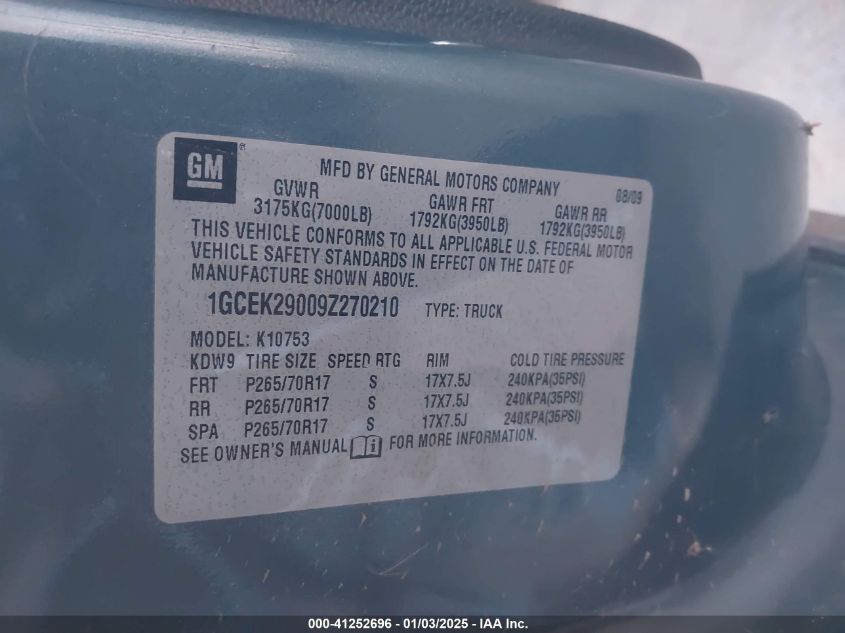 GM ® MFD BY GENERAL MOTORS COMPANY 08/09
GVWR GAWR FRT GAWR RR
3175KG(7000LB) 1792KG(3950LB) 1792KG(3950LB)
THIS VEHICLE CONFORMS TO ALL APPLICABLE U.S. FEDERAL MOTOR
VEHICLE SAFETY STANDARDS IN EFFECT ON THE DATE OF
MANUFACTURE SHOWN ABOVE.
1GCEK29009Z270210 TYPE: TRUCK
MODEL: K10753
KDW9 TIRE SIZE SPEED RTG RIM COLD TIRE PRESSURE
FRT P265/70R17 S 17X7.5J 240KPA(35PSI)
RR P265/70R17 S 17X7.5J 240KPA(35PSI)
SPA P265/70R17 S 17X7.5J 240KPA(35PSI)
SEE OWNER'S MANUAL i FOR MORE INFORMATION.
000-41252696 - 01/03/2025 - IAA Inc.